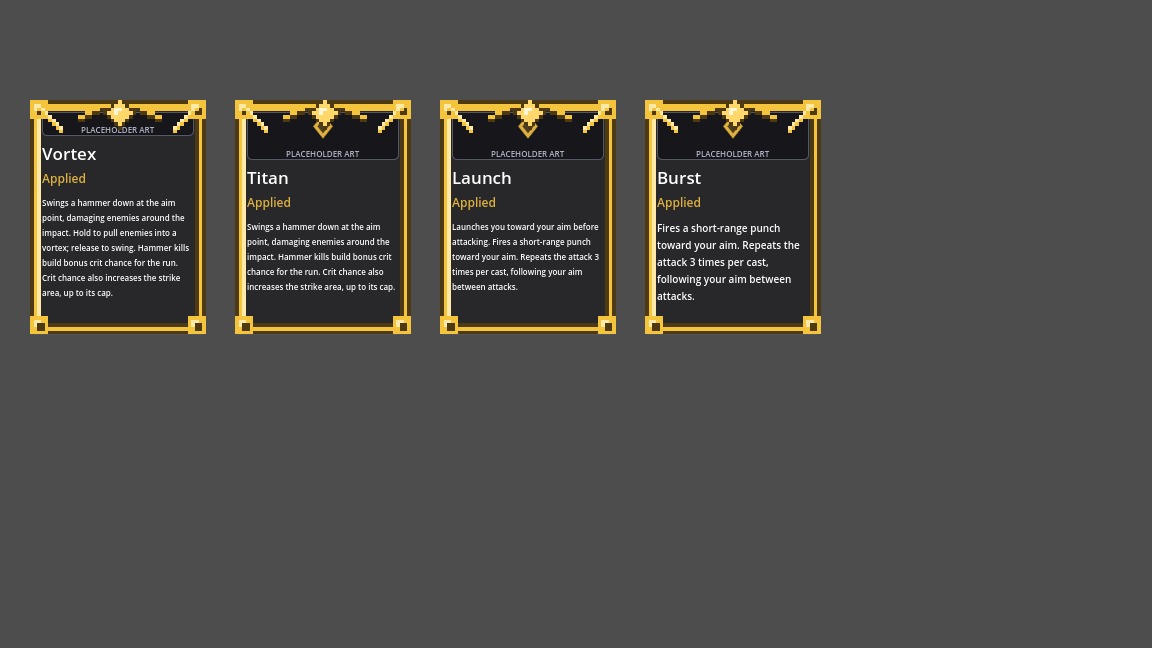 PLACEHOLDER ART
Vortex
Applied
Swings a hammer down at the aim
point, damaging enemies around the
impact. Hold to pull enemies into a
vortex; release to swing. Hammer kills
build bonus crit chance for the run.
Crit chance also increases the strike
area, up to its cap.
PLACEHOLDER ART
Titan
Applied
Swings a hammer down at the aim
point, damaging enemies around the
impact. Hammer kills build bonus crit
chance for the run. Crit chance also
increases the strike area, up to its cap.
PLACEHOLDER ART
Launch
Applied
Launches you toward your aim before
attacking. Fires a short-range punch
toward your aim. Repeats the attack 3
times per cast, following your aim
between attacks.
PLACEHOLDER ART
Burst
Applied
Fires a short-range punch
toward your aim. Repeats the
attack 3 times per cast,
following your aim between
attacks.